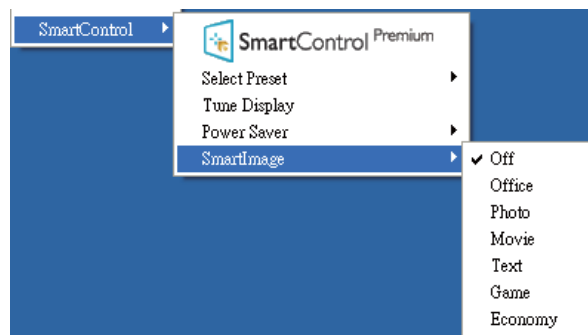 SmartControl
SmartControl Premium
Select Preset
Tune Display
Power Saver
SmartImage
Off
Office
Photo
Movie
Text
Game
Economy